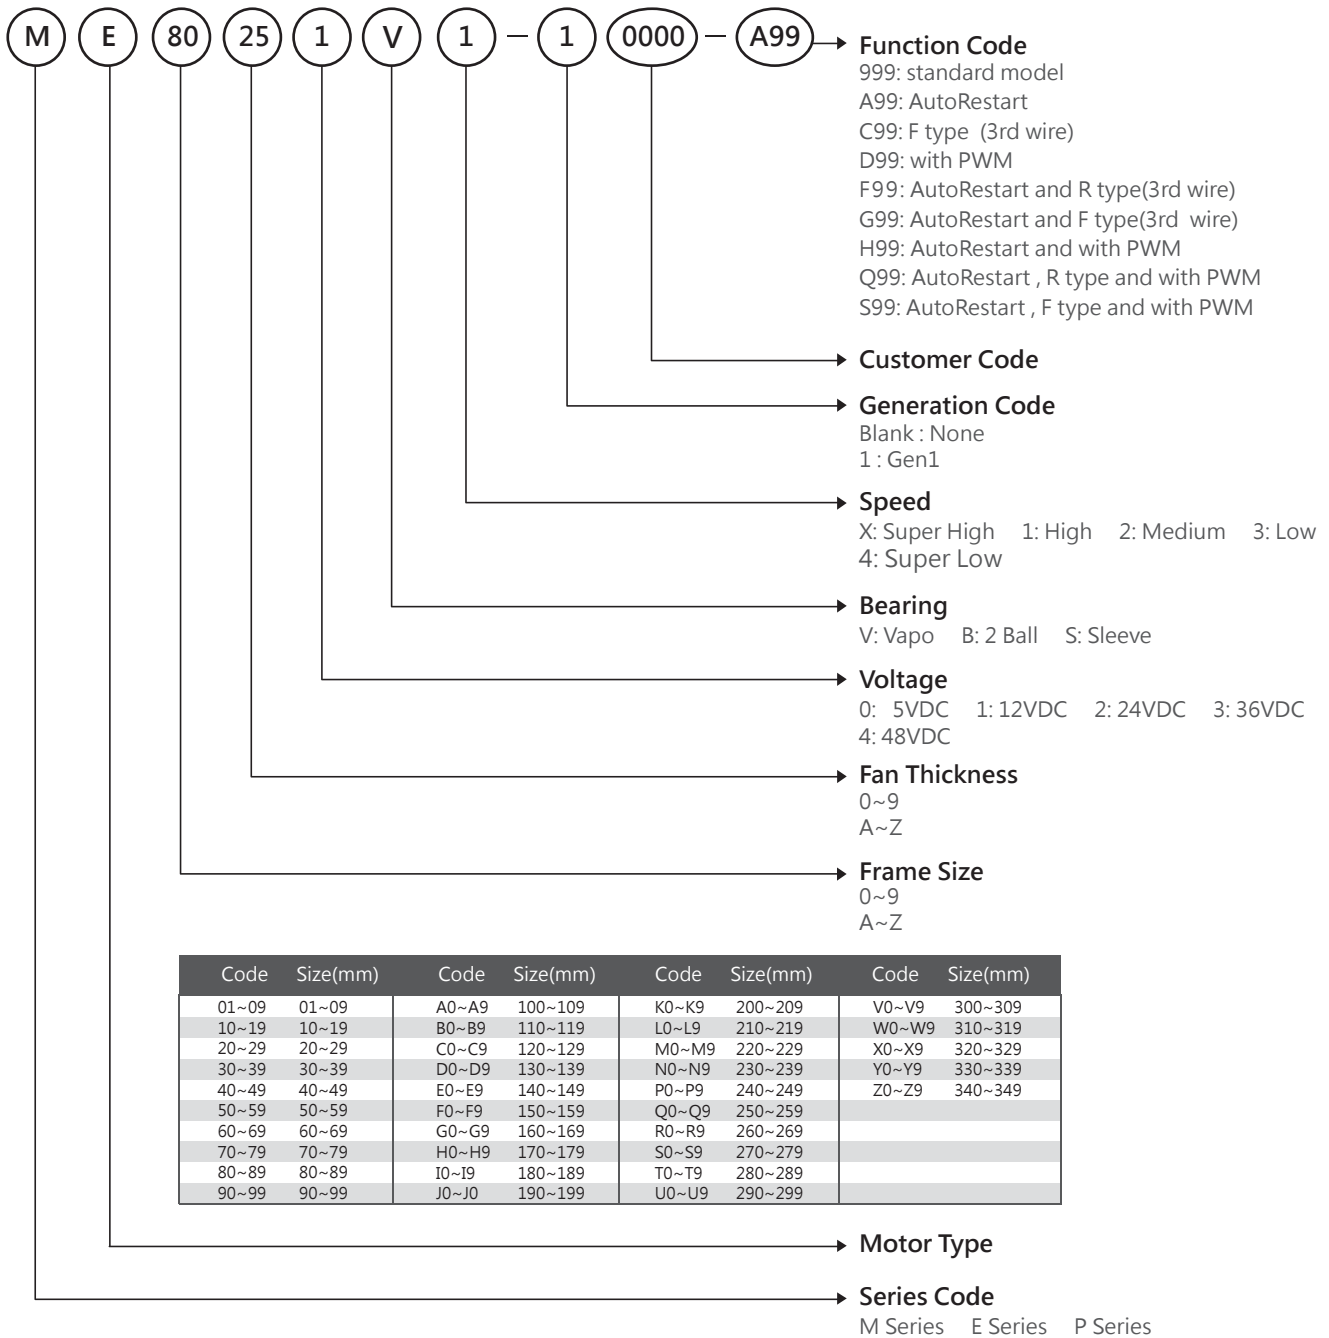 M E 80 25 1 V 1 – 1 0000 – A99
Function Code
999: standard model
A99: AutoRestart
C99: F type (3rd wire)
D99: with PWM
F99: AutoRestart and R type(3rd wire)
G99: AutoRestart and F type(3rd wire)
H99: AutoRestart and with PWM
Q99: AutoRestart , R type and with PWM
S99: AutoRestart , F type and with PWM
Customer Code
Generation Code
Blank : None
1 : Gen1
Speed
X: Super High 1: High 2: Medium 3: Low
4: Super Low
Bearing
V: Vapo B: 2 Ball S: Sleeve
Voltage
0: 5VDC 1: 12VDC 2: 24VDC 3: 36VDC
4: 48VDC
Fan Thickness
0~9
A~Z
Frame Size
0~9
A~Z
Code Size(mm) Code Size(mm) Code Size(mm) Code Size(mm)
01~09 01~09 A0~A9 100~109 K0~K9 200~209 V0~V9 300~309
10~19 10~19 B0~B9 110~119 L0~L9 210~219 W0~W9 310~319
20~29 20~29 C0~C9 120~129 M0~M9 220~229 X0~X9 320~329
30~39 30~39 D0~D9 130~139 N0~N9 230~239 Y0~Y9 330~339
40~49 40~49 E0~E9 140~149 P0~P9 240~249 Z0~Z9 340~349
50~59 50~59 F0~F9 150~159 Q0~Q9 250~259
60~69 60~69 G0~G9 160~169 R0~R9 260~269
70~79 70~79 H0~H9 170~179 S0~S9 270~279
80~89 80~89 I0~I9 180~189 T0~T9 280~289
90~99 90~99 J0~J0 190~199 U0~U9 290~299
Motor Type
Series Code
M Series E Series P Series